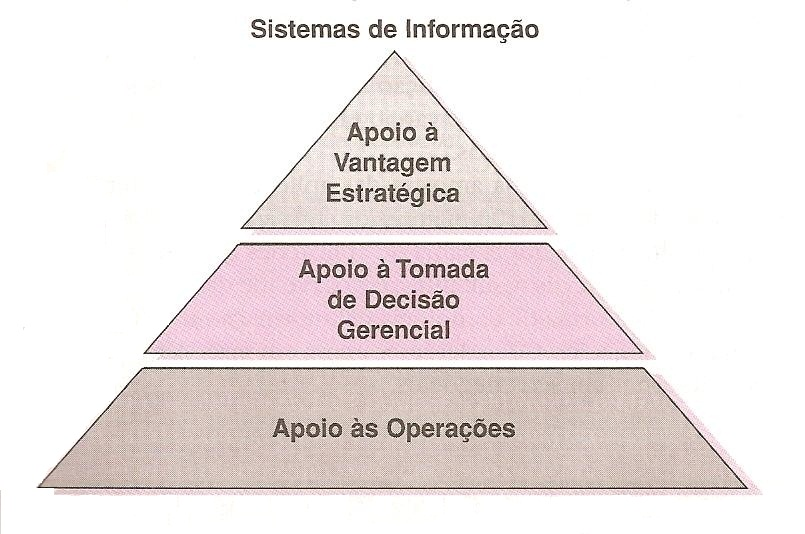 Sistemas de Informação
Apoio à
Vantagem
Estratégica
Apoio à Tomada
de Decisão
Gerencial
Apoio às Operações